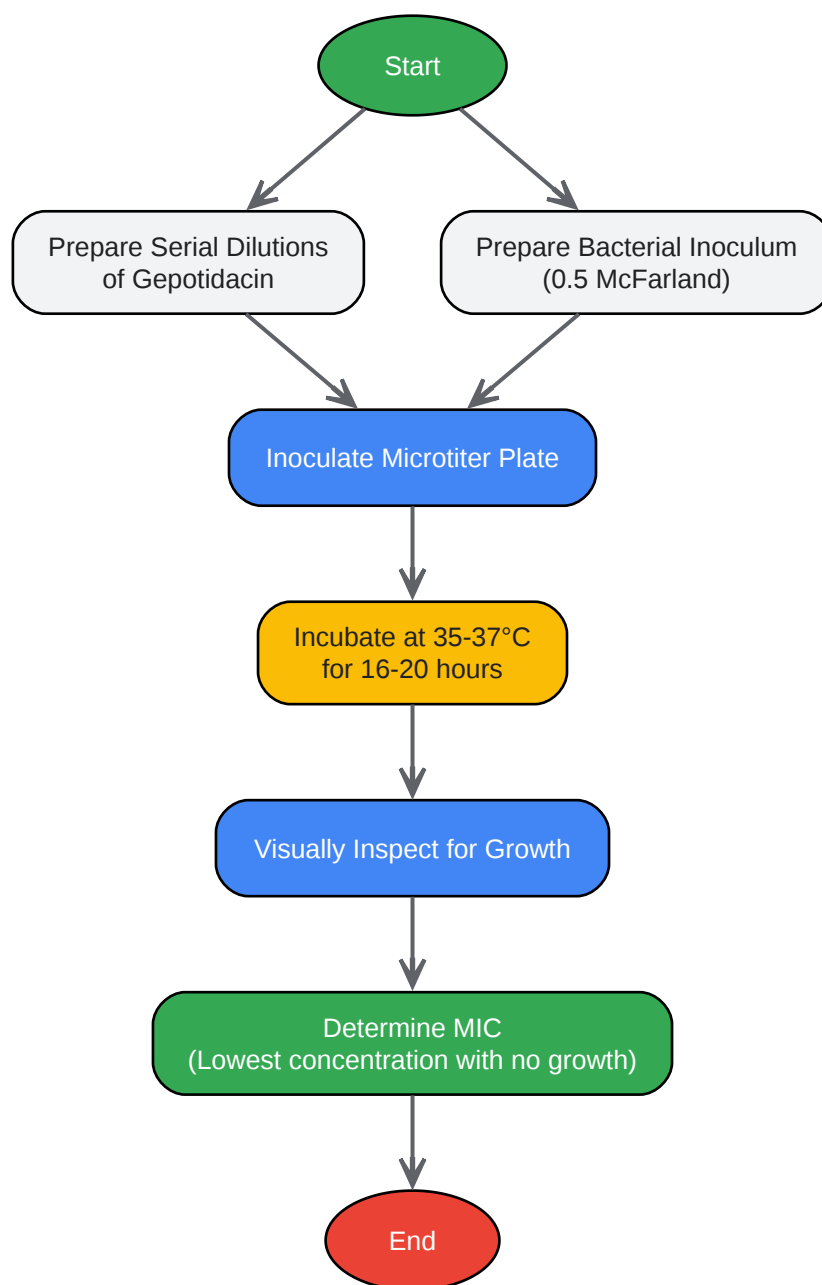 Start
Prepare Serial Dilutions
of Gepotidacin
Prepare Bacterial Inoculum
(0.5 McFarland)
Inoculate Microtiter Plate
Incubate at 35-37°C
for 16-20 hours
Visually Inspect for Growth
Determine MIC
(Lowest concentration with no growth)
End